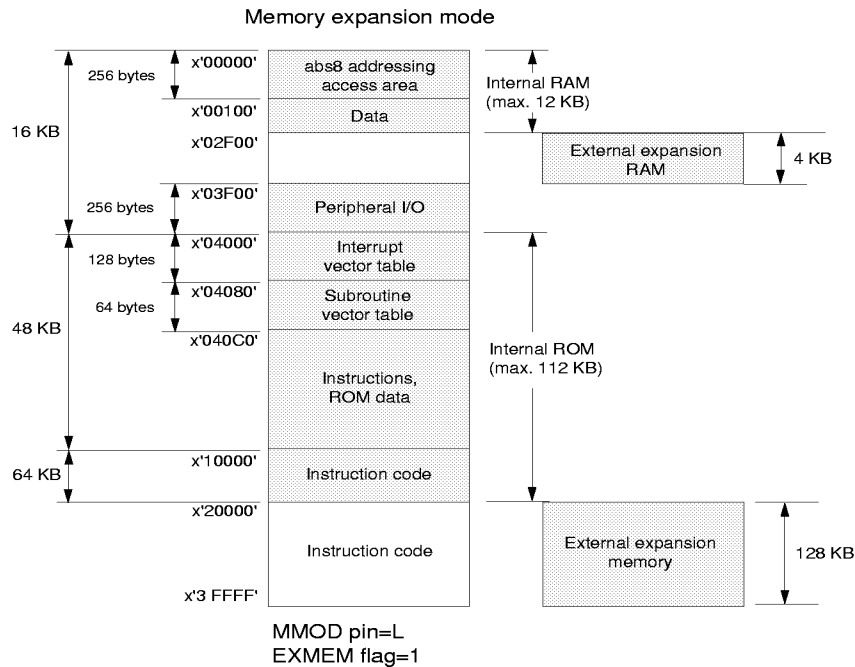 Memory expansion mode
x'00000'
256 bytes
abs8 addressing
access area
Internal RAM
(max. 12 KB)
x'00100'
Data
16 KB
x'02F00'
External expansion
RAM
4 KB
x'03F00'
256 bytes
Peripheral I/O
x'04000'
128 bytes
Interrupt
vector table
x'04080'
64 bytes
Subroutine
vector table
48 KB
x'040C0'
Internal ROM
(max. 112 KB)
Instructions,
ROM data
x'10000'
64 KB
Instruction code
x'20000'
Instruction code
External expansion
memory
128 KB
x'3 FFFF'
MMOD pin=L
EXMEM flag=1